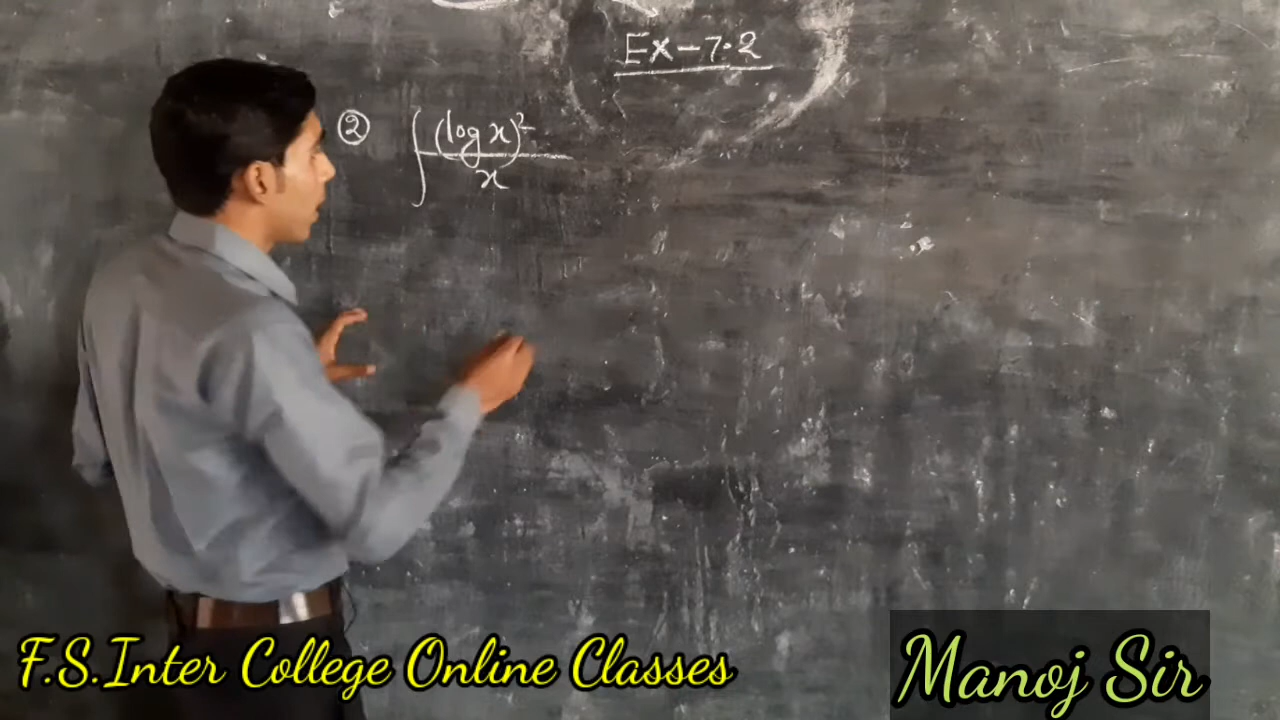 Ex-7.2
② ∫ (log x)² / x
F.S.Inter College Online Classes
Manoj Sir